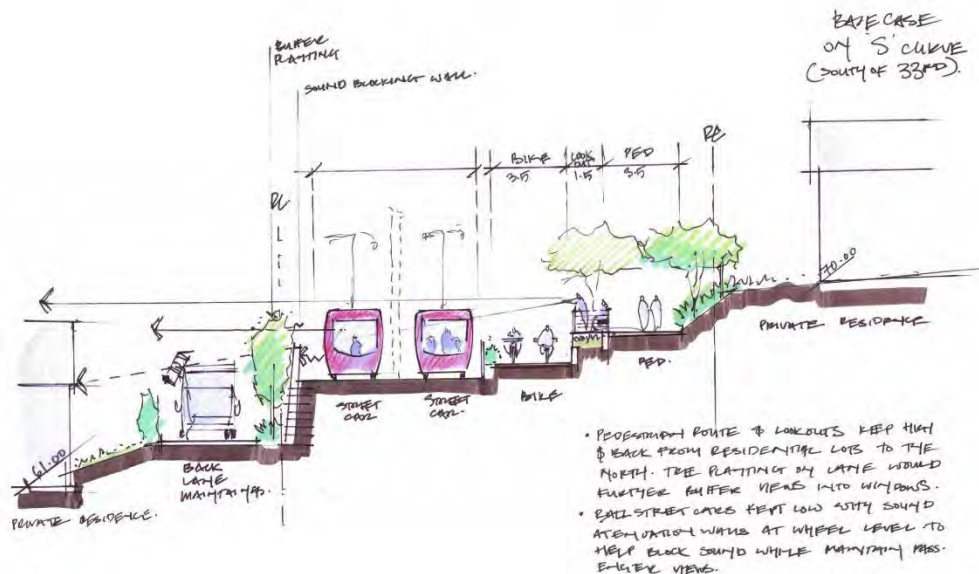 BASE CASE
ON 'S' CURVE
(SOUTH OF 33RD).
BUFFER
PLANTING
SOUND BLOCKING WALL.
BIKE
3.5
LOOK
OUT
1.5
PED
3.5
PL
PL
70.00
PRIVATE RESIDENCE
PED.
BIKE
STREET
CAR.
STREET
CAR.
BACK
LANE
MAINTAINED.
61.00
PRIVATE RESIDENCE.
• PEDESTRIAN ROUTE & LOOKOUTS KEPT HIGH
& BACK FROM RESIDENTIAL LOTS TO THE
NORTH. TREE PLANTING ON LANE WOULD
FURTHER BUFFER VIEWS INTO WINDOWS.
• RAIL STREET CARS KEPT LOW WITH SOUND
ATENUATION WALLS AT WHEEL LEVEL TO
HELP BLOCK SOUND WHILE MAINTAIN PASS-
ENGER VIEWS.